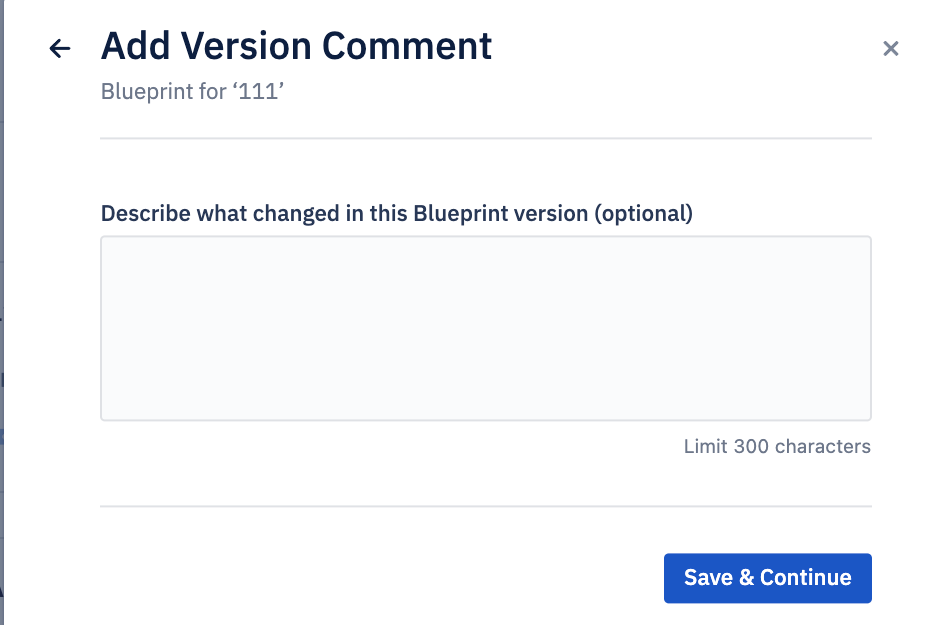 Add Version Comment
Blueprint for ‘111’
Describe what changed in this Blueprint version (optional)
Limit 300 characters
Save & Continue